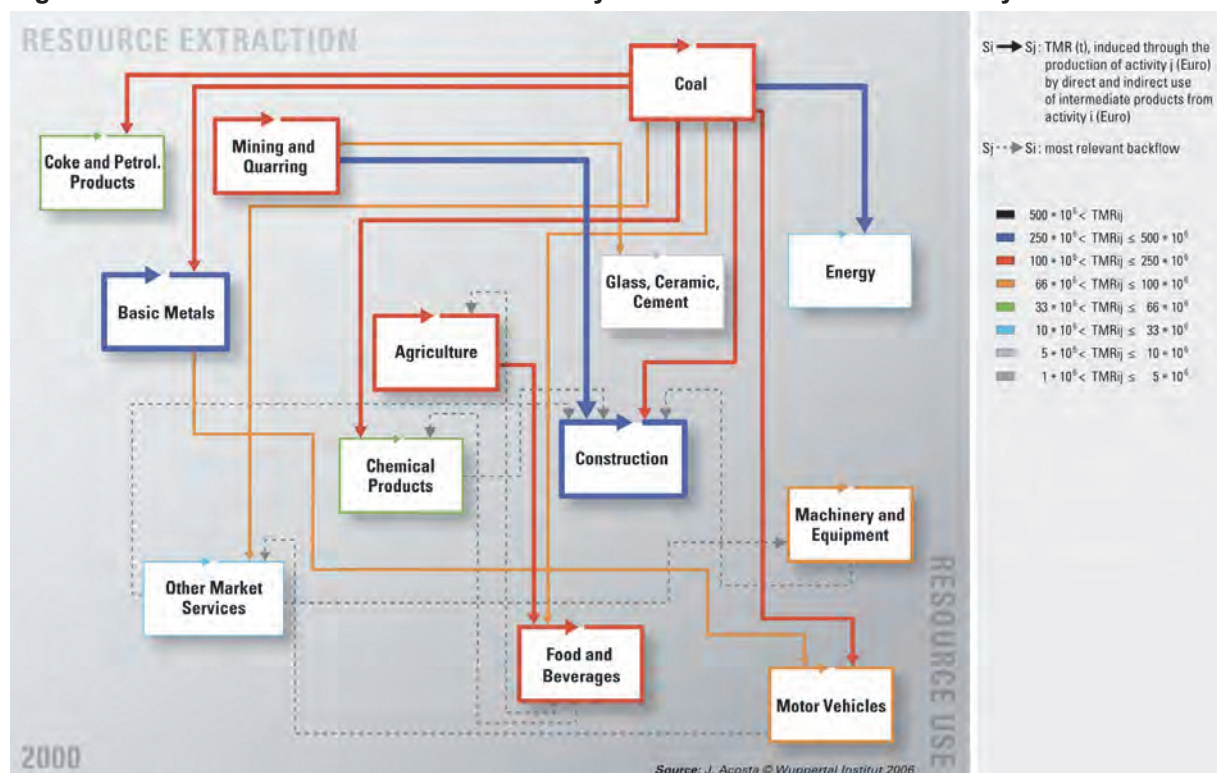 RESOURCE EXTRACTION
Coal
Coke and Petrol.
Products
Mining and
Quarring
Basic Metals
Glass, Ceramic,
Cement
Energy
Agriculture
Chemical
Products
Construction
Machinery and
Equipment
Other Market
Services
Food and
Beverages
Motor Vehicles
RESOURCE USE
2000
Source: J. Acosta © Wuppertal Institut 2006
Si Sj: TMR (t), induced through the
production of activity j (Euro)
by direct and indirect use
of intermediate products from
activity i (Euro)
Sj Si: most relevant backflow
500 * 10⁶ < TMRij
250 * 10⁶ < TMRij ≤ 500 * 10⁶
100 * 10⁶ < TMRij ≤ 250 * 10⁶
66 * 10⁶ < TMRij ≤ 100 * 10⁶
33 * 10⁶ < TMRij ≤ 66 * 10⁶
10 * 10⁶ < TMRij ≤ 33 * 10⁶
5 * 10⁶ < TMRij ≤ 10 * 10⁶
1 * 10⁶ < TMRij ≤ 5 * 10⁶